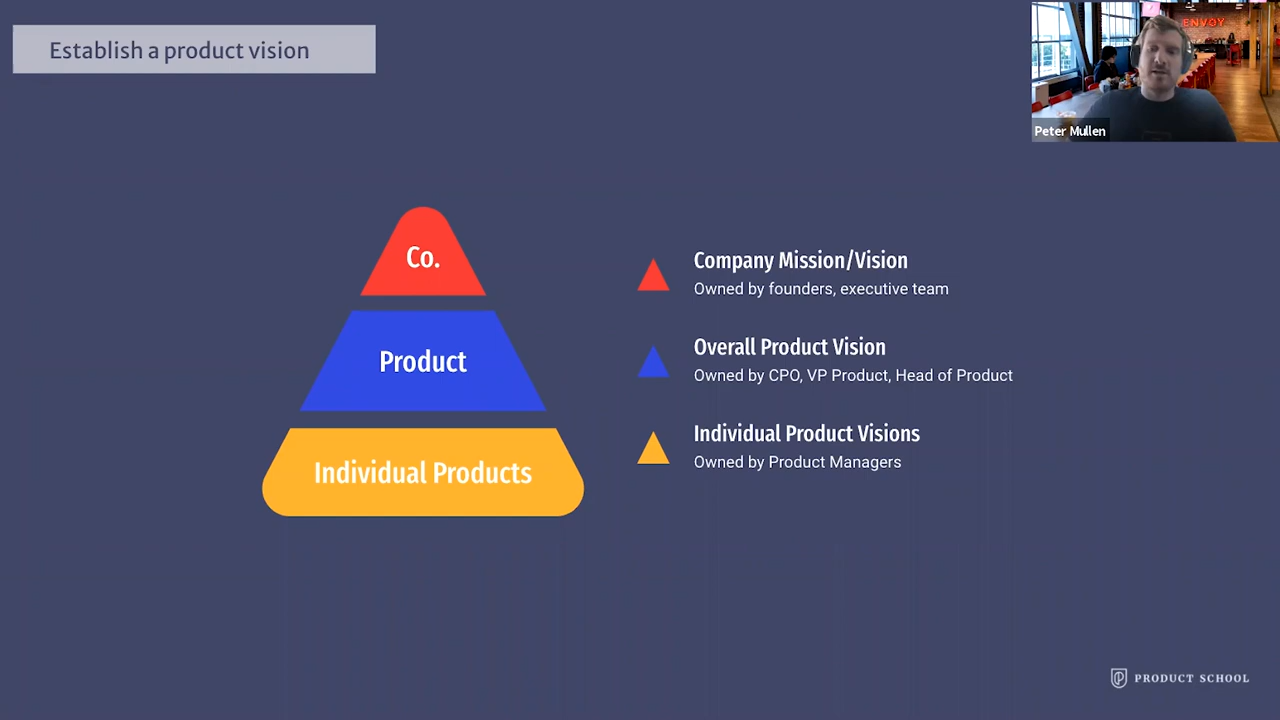 Establish a product vision
ENVOY
Peter Mullen
Co.
Product
Individual Products
Company Mission/Vision
Owned by founders, executive team
Overall Product Vision
Owned by CPO, VP Product, Head of Product
Individual Product Visions
Owned by Product Managers
PRODUCT SCHOOL